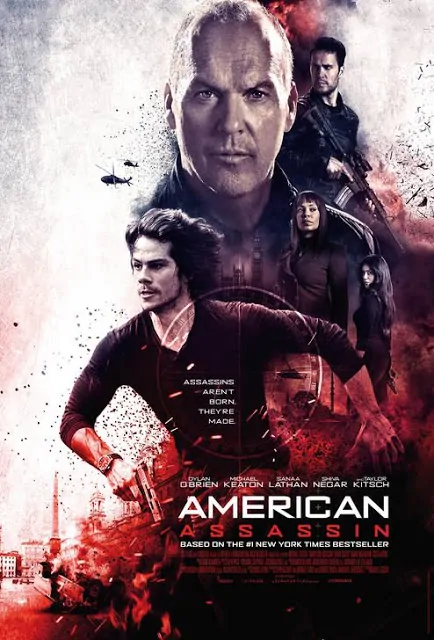 ASSASSINS
AREN'T
BORN.
THEY'RE
MADE.
DYLAN O'BRIEN MICHAEL KEATON SANAA LATHAN SHIVA NEGAR AND TAYLOR KITSCH
AMERICAN
ASSASSIN
BASED ON THE #1 NEW YORK TIMES BESTSELLER